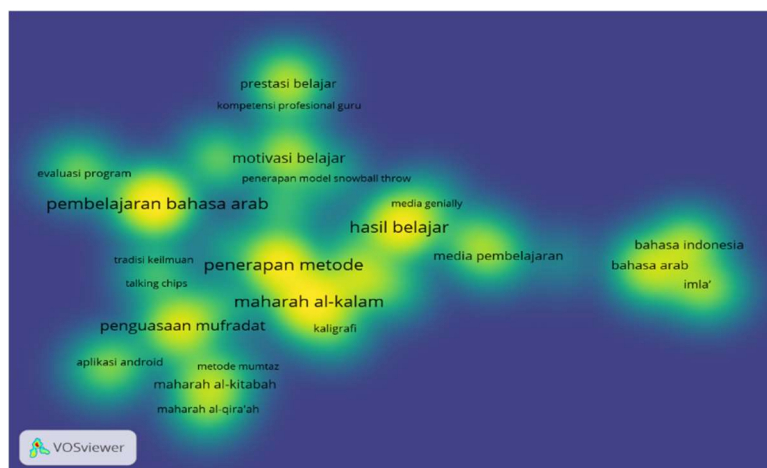 prestasi belajar
kompetensi profesional guru
motivasi belajar
evaluasi program
penerapan model snowball throw
pembelajaran bahasa arab
media genially
hasil belajar
bahasa indonesia
media pembelajaran
tradisi keilmuan
penerapan metode
bahasa arab
talking chips
imla'
maharah al-kalam
penguasaan mufradat
kaligrafi
aplikasi android
metode mumtaz
maharah al-kitabah
maharah al-qira'ah
VOSviewer